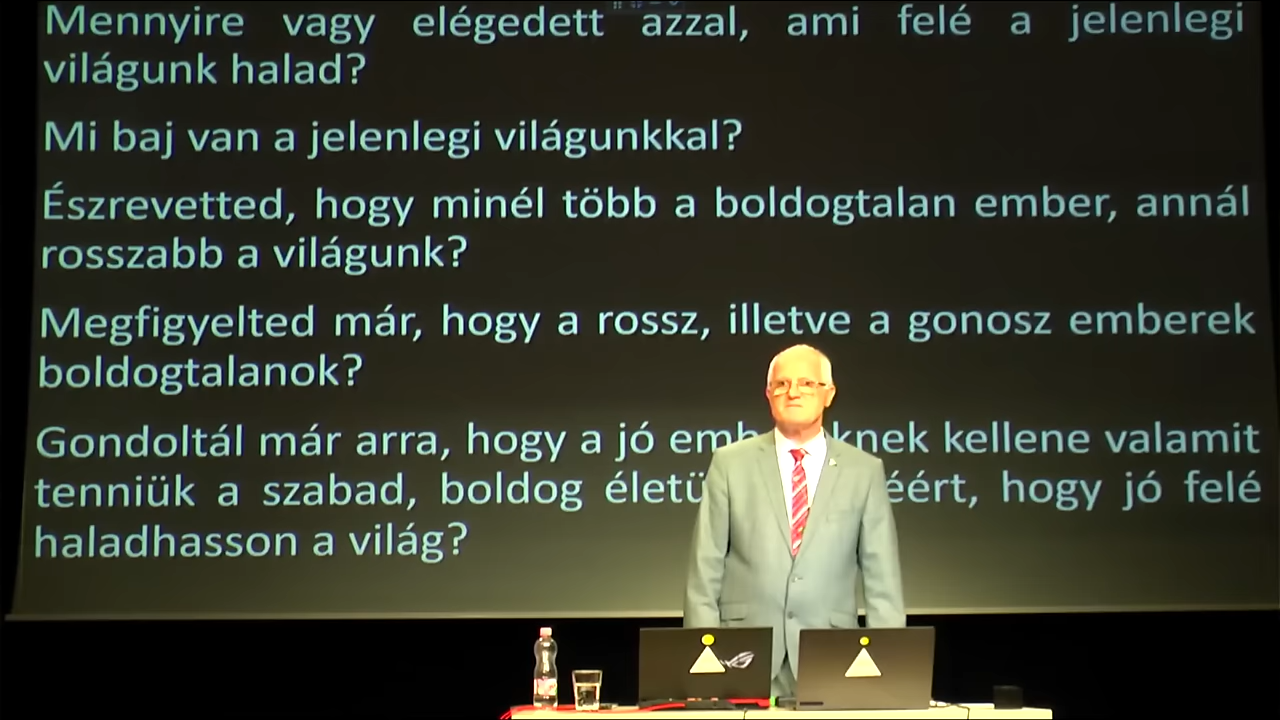 Mennyire vagy elégedett azzal, ami felé a jelenlegi
világunk halad?
Mi baj van a jelenlegi világunkkal?
Észrevetted, hogy minél több a boldogtalan ember, annál
rosszabb a világunk?
Megfigyelted már, hogy a rossz, illetve a gonosz emberek
boldogtalanok?
Gondoltál már arra, hogy a jó kellene valamit
tenniük a szabad, boldog hogy jó felé
haladhasson a világ?